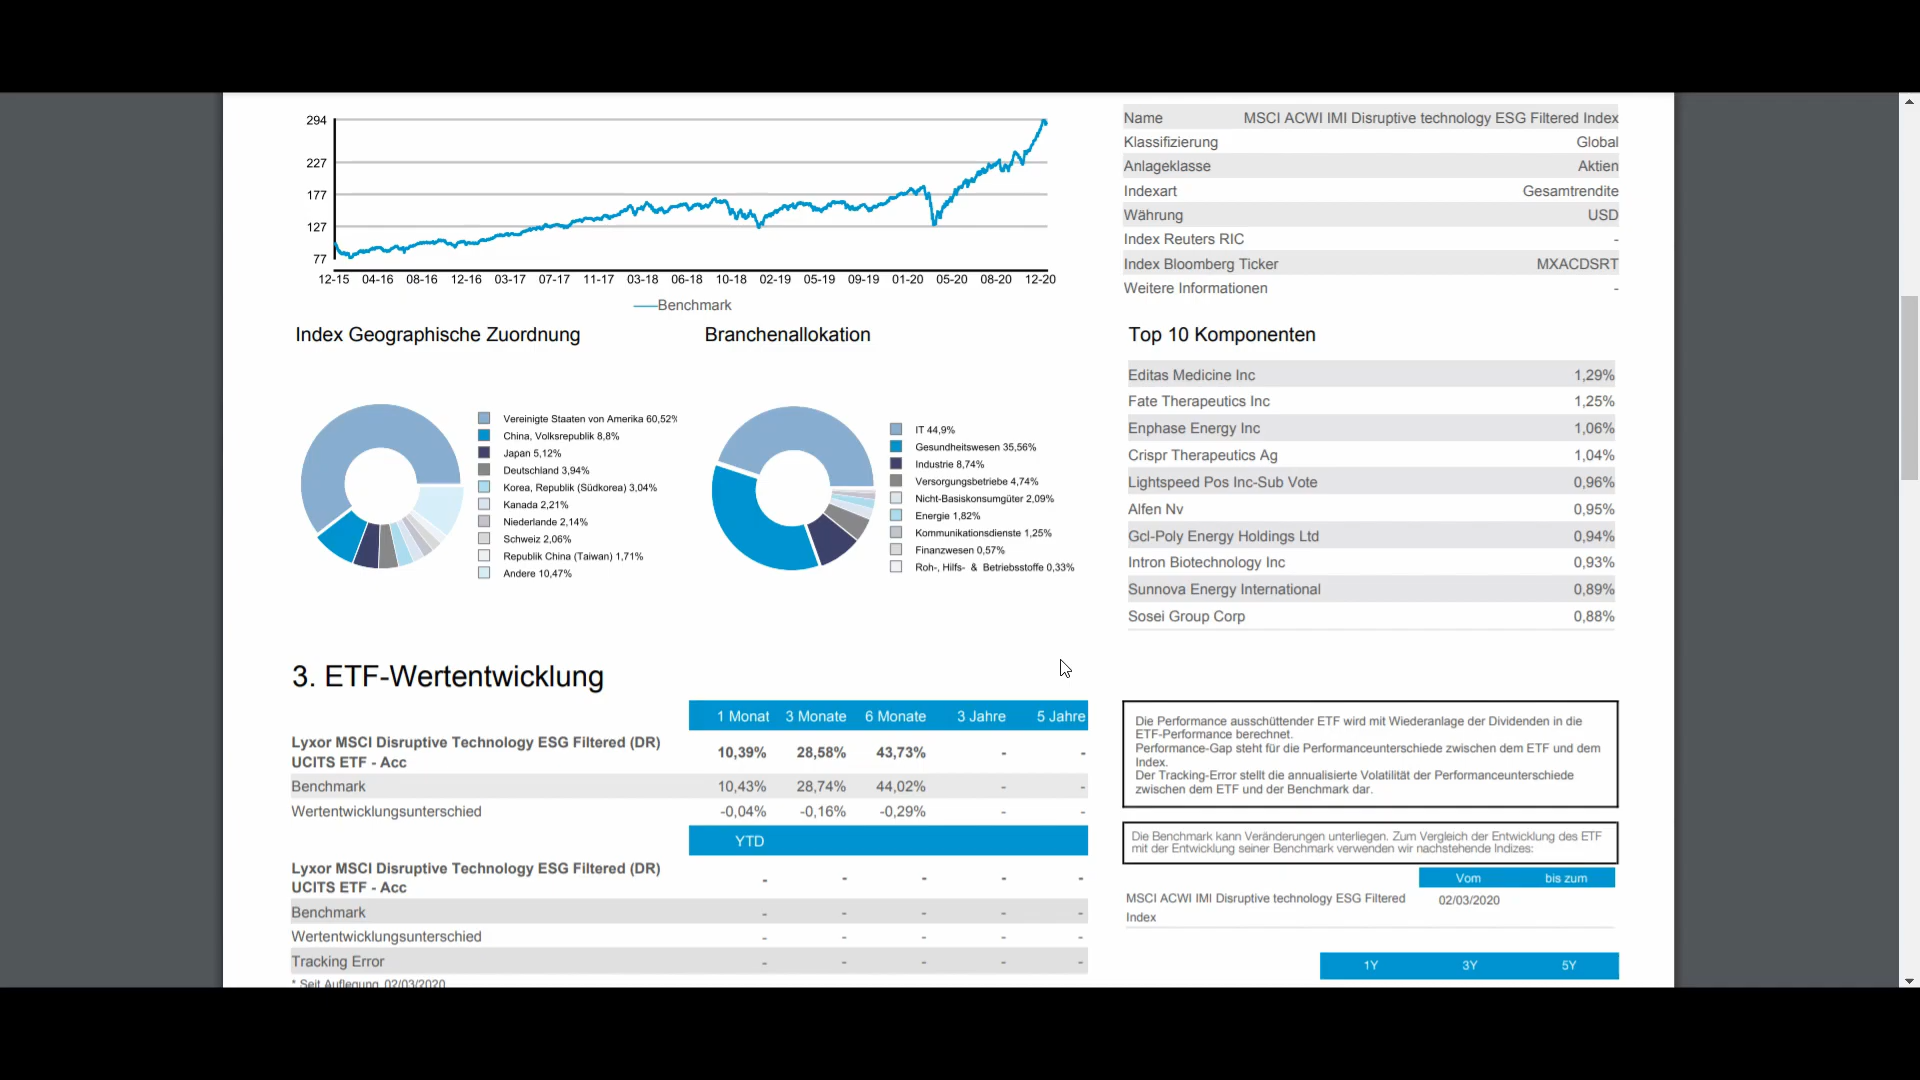 294
227
177
127
77
12-15 04-16 08-16 12-16 03-17 07-17 11-17 03-18 06-18 10-18 02-19 05-19 09-19 01-20 05-20 08-20 12-20
Benchmark
Name MSCI ACWI IMI Disruptive technology ESG Filtered Index
Klassifizierung Global
Anlageklasse Aktien
Indexart Gesamtrendite
Währung USD
Index Reuters RIC -
Index Bloomberg Ticker MXACDSRT
Weitere Informationen -
Index Geographische Zuordnung
Vereinigte Staaten von Amerika 60,52%
China, Volksrepublik 8,8%
Japan 5,12%
Deutschland 3,94%
Korea, Republik (Südkorea) 3,04%
Kanada 2,21%
Niederlande 2,14%
Schweiz 2,06%
Republik China (Taiwan) 1,71%
Andere 10,47%
Branchenallokation
IT 44,9%
Gesundheitswesen 35,56%
Industrie 8,74%
Versorgungsbetriebe 4,74%
Nicht-Basiskonsumgüter 2,09%
Energie 1,82%
Kommunikationsdienste 1,25%
Finanzwesen 0,57%
Roh-, Hilfs- & Betriebsstoffe 0,33%
Top 10 Komponenten
Editas Medicine Inc 1,29%
Fate Therapeutics Inc 1,25%
Enphase Energy Inc 1,06%
Crispr Therapeutics Ag 1,04%
Lightspeed Pos Inc-Sub Vote 0,96%
Alfen Nv 0,95%
Gcl-Poly Energy Holdings Ltd 0,94%
Intron Biotechnology Inc 0,93%
Sunnova Energy International 0,89%
Sosei Group Corp 0,88%
3. ETF-Wertentwicklung
1 Monat 3 Monate 6 Monate 3 Jahre 5 Jahre
Lyxor MSCI Disruptive Technology ESG Filtered (DR)
UCITS ETF - Acc 10,39% 28,58% 43,73% - -
Benchmark 10,43% 28,74% 44,02% - -
Wertentwicklungsunterschied -0,04% -0,16% -0,29% - -
YTD
Lyxor MSCI Disruptive Technology ESG Filtered (DR)
UCITS ETF - Acc - - - - -
Benchmark - - - - -
Wertentwicklungsunterschied - - - - -
Tracking Error - - - - -
* Seit Auflegung 02/03/2020
Die Performance ausschüttender ETF wird mit Wiederanlage der Dividenden in die
ETF-Performance berechnet.
Performance-Gap steht für die Performanceunterschiede zwischen dem ETF und dem
Index.
Der Tracking-Error stellt die annualisierte Volatilität der Performanceunterschiede
zwischen dem ETF und der Benchmark dar.
Die Benchmark kann Veränderungen unterliegen. Zum Vergleich der Entwicklung des ETF
mit der Entwicklung seiner Benchmark verwenden wir nachstehende Indizes:
Vom bis zum
MSCI ACWI IMI Disruptive technology ESG Filtered 02/03/2020
Index
1Y 3Y 5Y